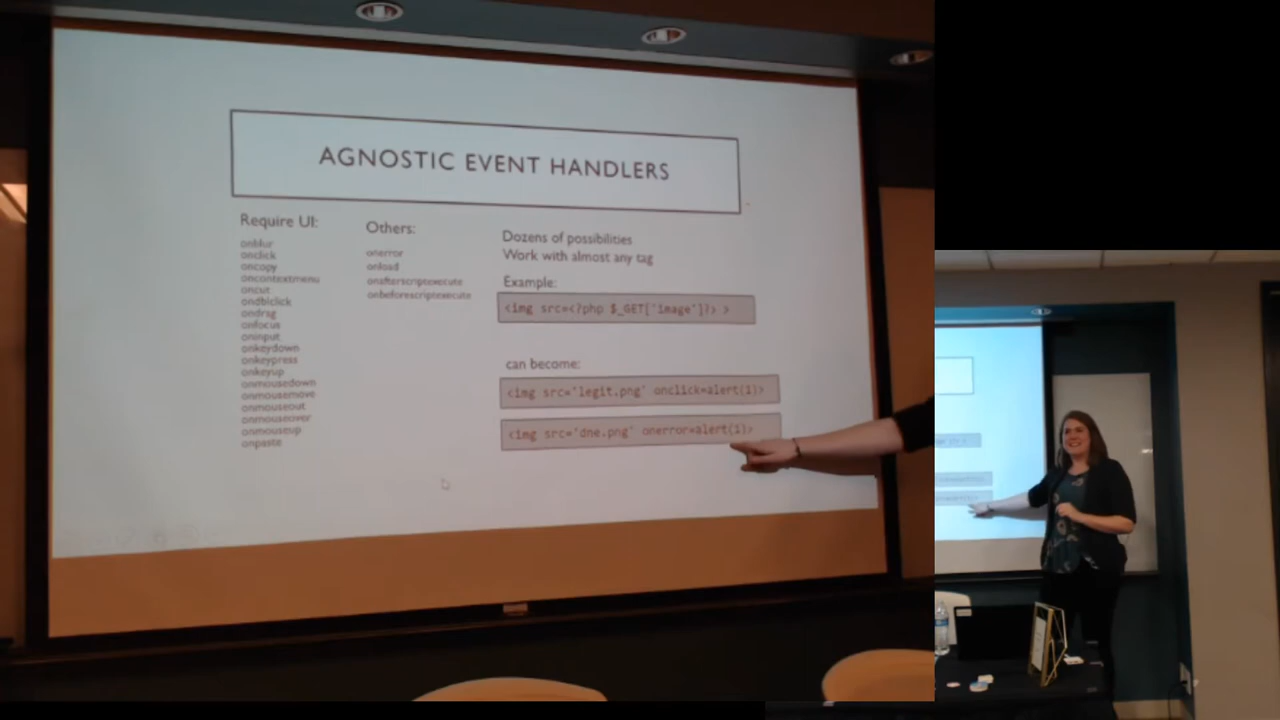 AGNOSTIC EVENT HANDLERS
Require UI:
onblur
onclick
oncopy
oncontextmenu
oncut
ondblclick
ondrag
onfocus
oninput
onkeydown
onkeypress
onkeyup
onmousedown
onmousemove
onmouseout
onmouseover
onmouseup
onpaste
Others:
onerror
onload
onafterscriptexecute
onbeforescriptexecute
Dozens of possibilities
Work with almost any tag
Example:
<img src=<?php $_GET['image']?> >
can become:
<img src='legit.png' onclick=alert(1)>
<img src='dne.png' onerror=alert(1)>